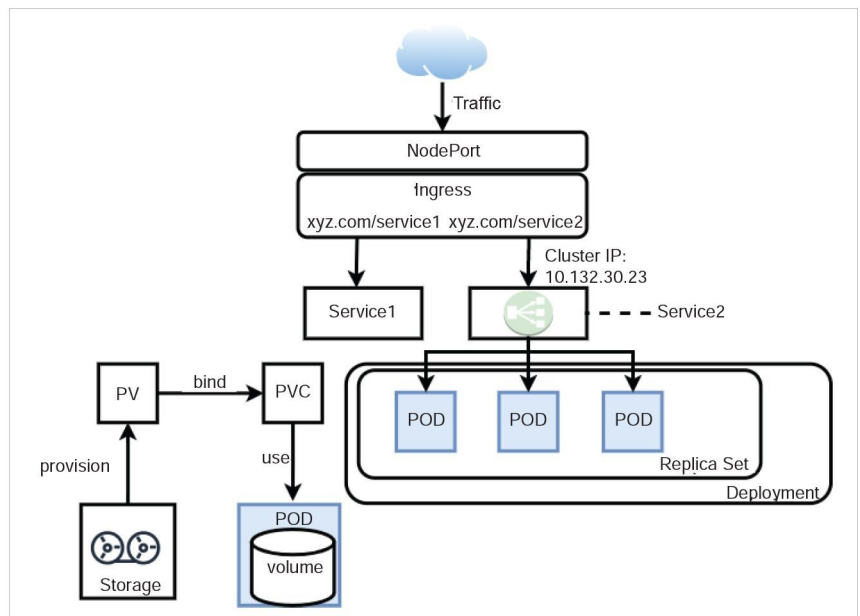 Traffic
NodePort
Ingress
xyz.com/service1 xyz.com/service2
Cluster IP:
10.132.30.23
Service1
Service2
PV
bind
PVC
POD
POD
POD
use
provision
Replica Set
Deployment
POD
volume
Storage